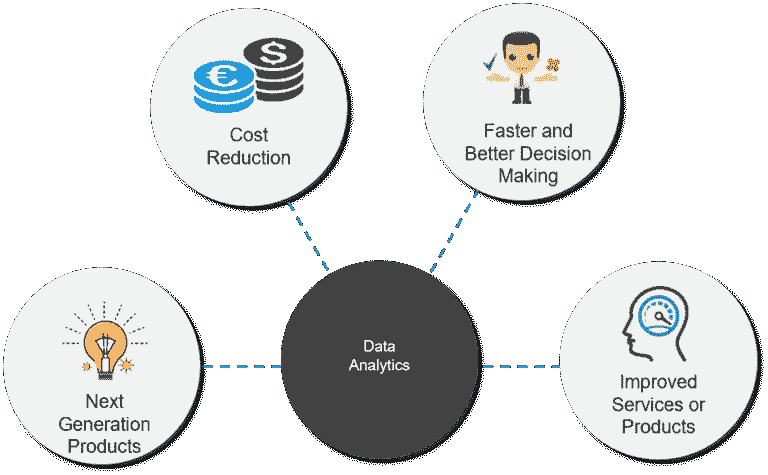 Cost
Reduction
Faster and
Better Decision
Making
Data
Analytics
Next
Generation
Products
Improved
Services or
Products